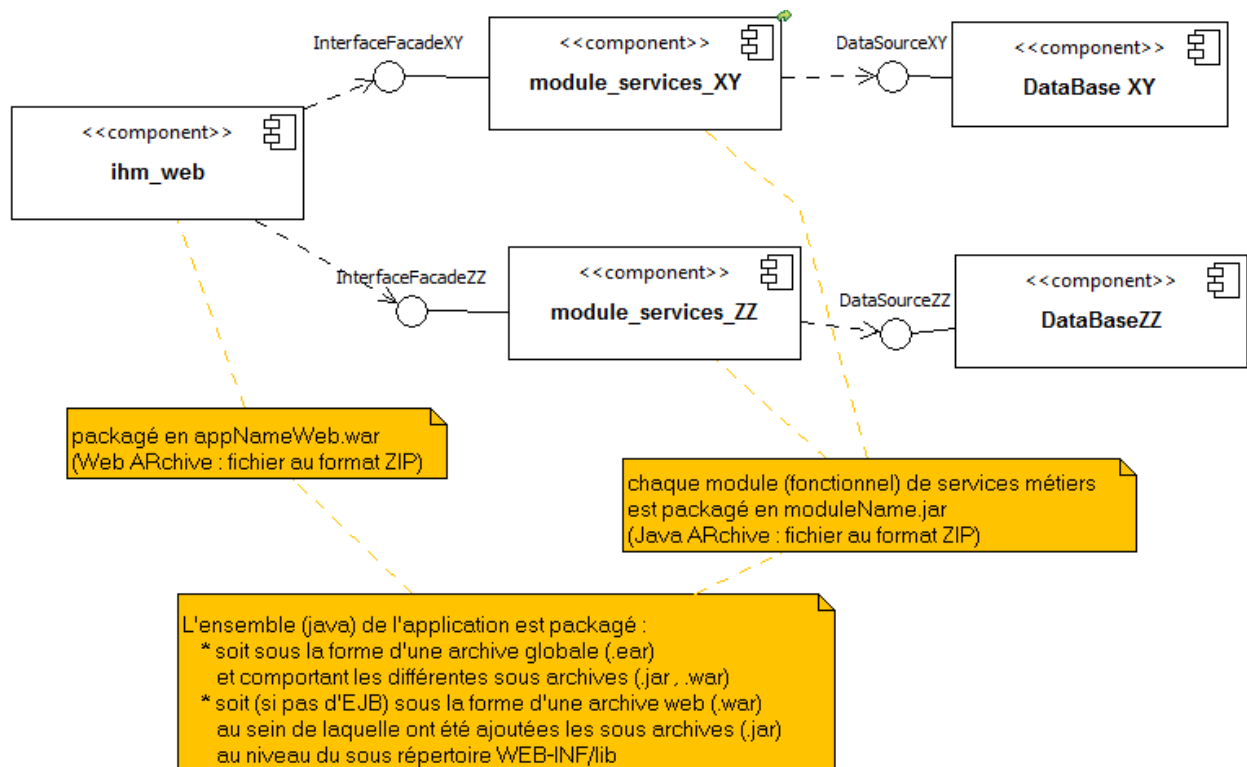 InterfaceFacadeXY
<<component>>
module_services_XY
DataSourceXY
<<component>>
DataBase XY
<<component>>
ihm_web
InterfaceFacadeZZ
<<component>>
module_services_ZZ
DataSourceZZ
<<component>>
DataBaseZZ
packagé en appNameWeb.war
(Web ARchive : fichier au format ZIP)
chaque module (fonctionnel) de services métiers
est packagé en moduleName.jar
(Java ARchive : fichier au format ZIP)
L'ensemble (java) de l'application est packagé :
* soit sous la forme d'une archive globale (.ear)
et comportant les différentes sous archives (.jar , .war)
* soit (si pas d'EJB) sous la forme d'une archive web (.war)
au sein de laquelle ont été ajoutées les sous archives (.jar)
au niveau du sous répertoire WEB-INF/lib